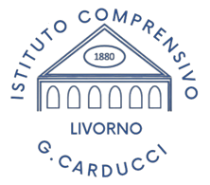 ISTITUTO COMPRENSIVO
1880
LIVORNO
G. CARDUCCI